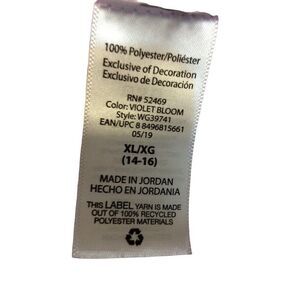 100% Polyester/Poliéster
Exclusive of Decoration
Exclusivo de Decoración
RN# 52469
Color: VIOLET BLOOM
Style: WG39741
EAN/UPC 8 8496815661
05/19
XL/XG
(14-16)
MADE IN JORDAN
HECHO EN JORDANIA
THIS LABEL YARN IS MADE
OUT OF 100% RECYCLED
POLYESTER MATERIALS